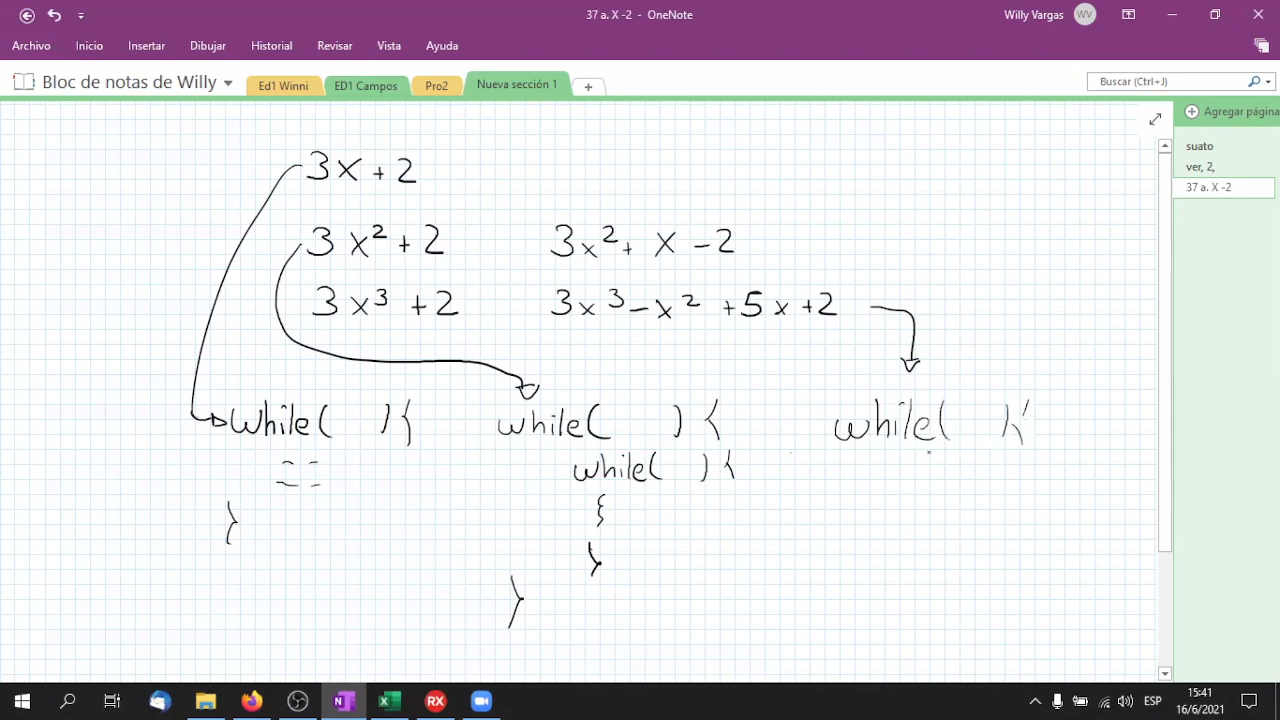 37 a. X -2 - OneNote
Willy Vargas WV
Archivo Inicio Insertar Dibujar Historial Revisar Vista Ayuda
Bloc de notas de Willy Ed1 Winni ED1 Campos Pro2 Nueva sección 1 +
Buscar (Ctrl+J)
Agregar página
suato
ver, 2,
37 a. X -2
3x + 2
3x² + 2 3x² + x - 2
3x³ + 2 3x³ - x² + 5x + 2
while( ){ while( ){ while( ){
while( ){
{
}
}
}
RX
ESP
15:41
16/6/2021